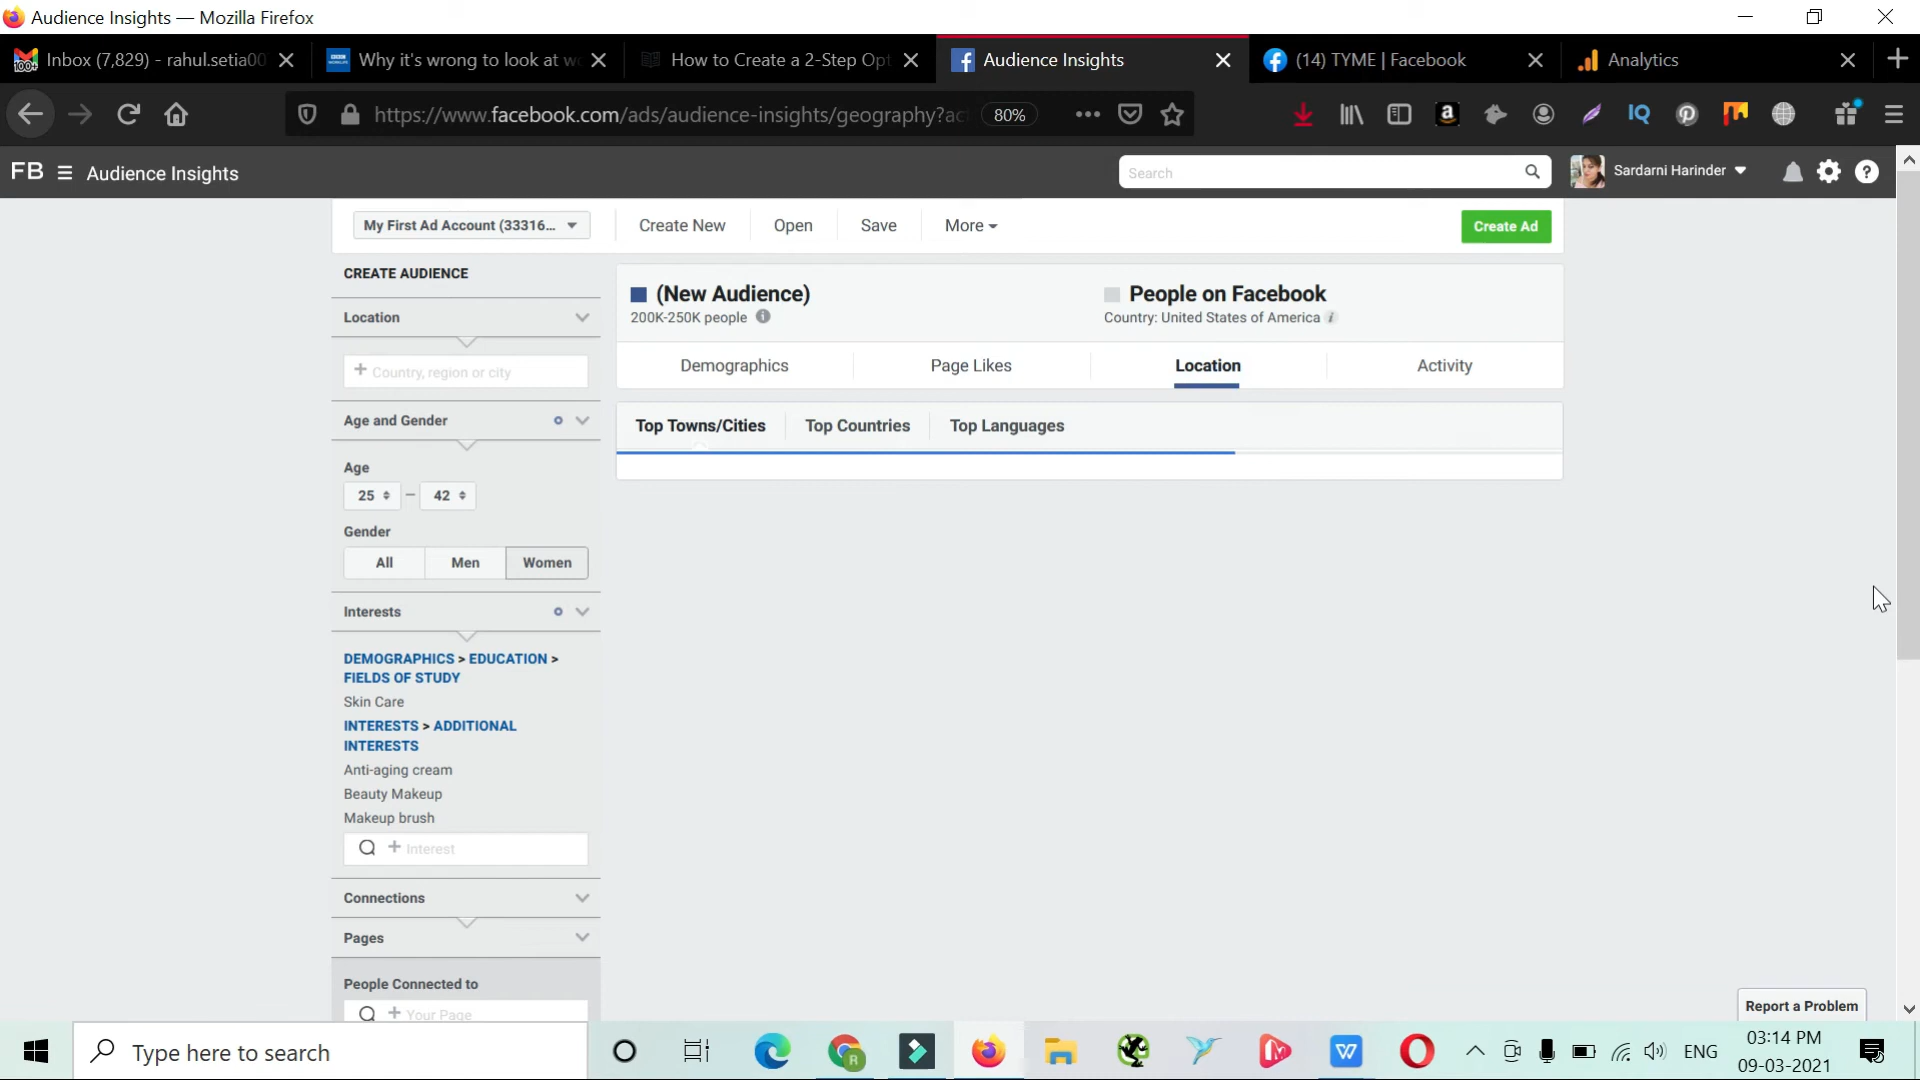 Audience Insights — Mozilla Firefox
Inbox (7,829) - rahul.setia00
Why it's wrong to look at wo
How to Create a 2-Step Opt
Audience Insights
(14) TYME | Facebook
Analytics
https://www.facebook.com/ads/audience-insights/geography?ac
80%
FB
Audience Insights
Search
Sardarni Harinder
My First Ad Account (33316...
Create New
Open
Save
More
Create Ad
CREATE AUDIENCE
(New Audience)
200K-250K people
People on Facebook
Country: United States of America
Location
Country, region or city
Demographics
Page Likes
Location
Activity
Age and Gender
Top Towns/Cities
Top Countries
Top Languages
Age
25 – 42
Gender
All
Men
Women
Interests
DEMOGRAPHICS > EDUCATION >
FIELDS OF STUDY
Skin Care
INTERESTS > ADDITIONAL
INTERESTS
Anti-aging cream
Beauty Makeup
Makeup brush
Interest
Connections
Pages
People Connected to
Your Page
Report a Problem
Type here to search
ENG
03:14 PM
09-03-2021